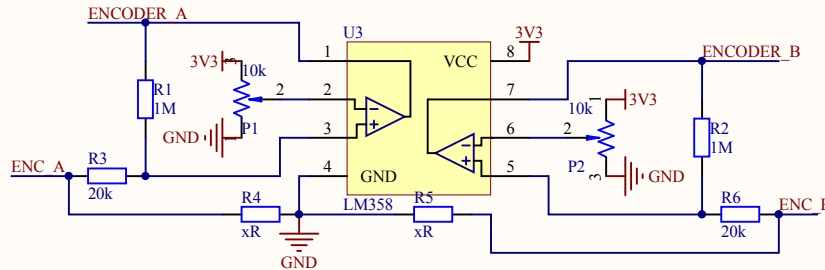 ENCODER_A
U3
3V3
3V3
3
10k
2
1
P1
GND
R1
1M
ENC_A
R3
20k
R4
xR
GND
1
2
3
4
VCC
GND
LM358
8
7
6
5
R5
xR
ENCODER_B
10k
1
3V3
2
P2
3
GND
R2
1M
R6
20k